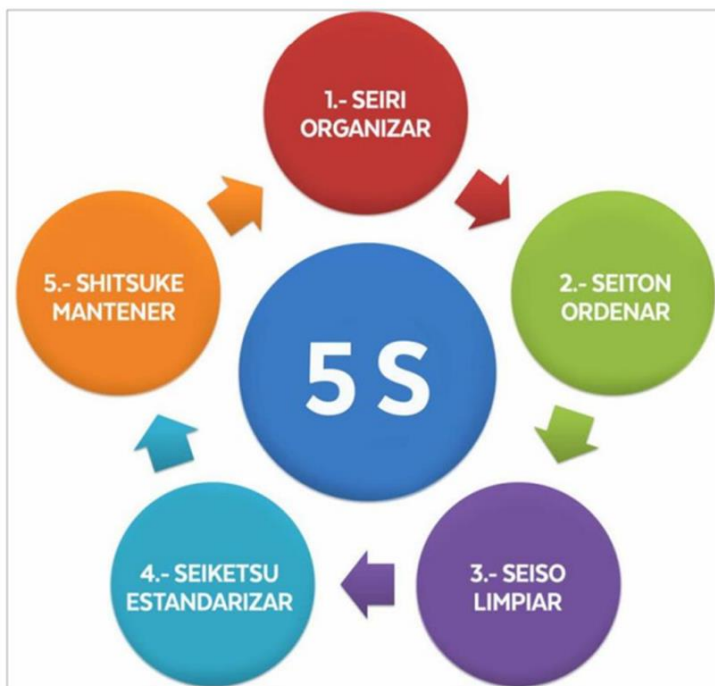 1.- SEIRI
ORGANIZAR
2.- SEITON
ORDENAR
3.- SEISO
LIMPIAR
4.- SEIKETSU
ESTANDARIZAR
5.- SHITSUKE
MANTENER
5 S